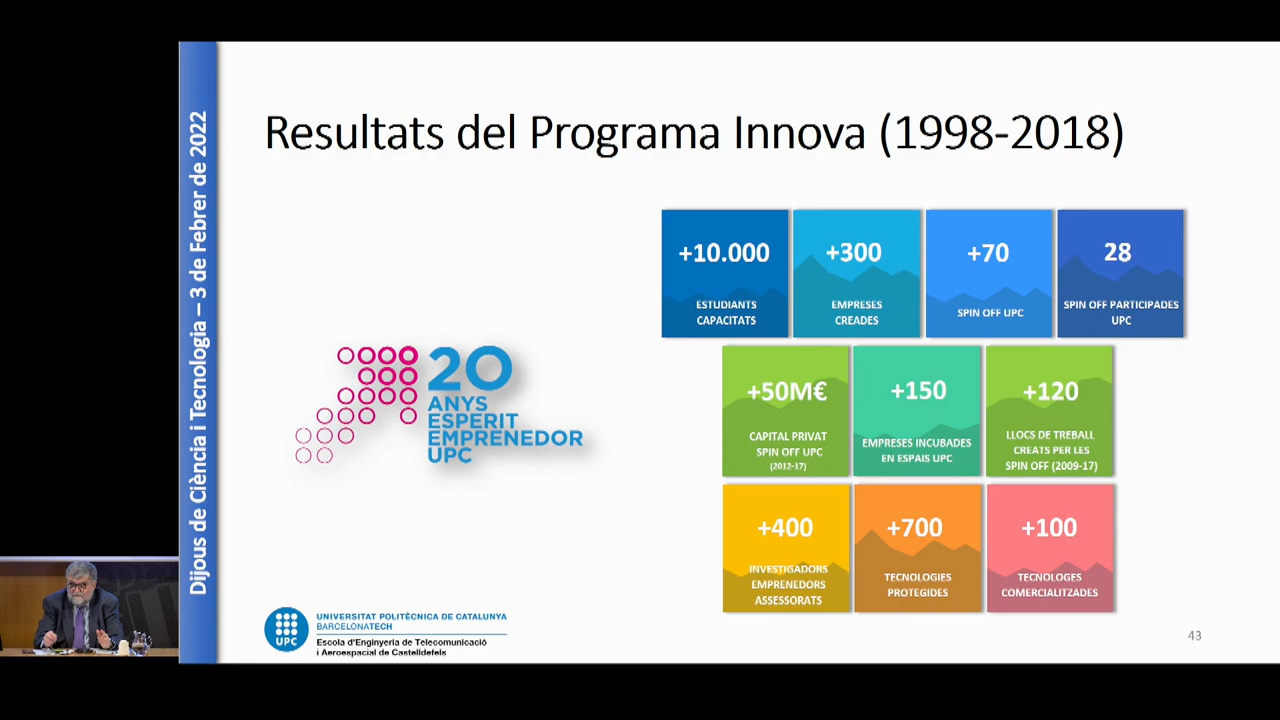 Dijous de Ciència i Tecnologia – 3 de Febrer de 2022
Resultats del Programa Innova (1998-2018)
20
ANYS
ESPERIT
EMPRENEDOR
UPC
+10.000
ESTUDIANTS
CAPACITATS
+300
EMPRESES
CREADES
+70
SPIN OFF UPC
28
SPIN OFF PARTICIPADES
UPC
+50M€
CAPITAL PRIVAT
SPIN OFF UPC
(2012-17)
+150
EMPRESES INCUBADES
EN ESPAIS UPC
+120
LLOCS DE TREBALL
CREATS PER LES
SPIN OFF (2009-17)
+400
INVESTIGADORS
EMPRENEDORS
ASSESSORATS
+700
TECNOLOGIES
PROTEGIDES
+100
TECNOLOGES
COMERCIALITZADES
UPC
UNIVERSITAT POLITÈCNICA DE CATALUNYA
BARCELONATECH
Escola d'Enginyeria de Telecomunicació
i Aeroespacial de Castelldefels
43